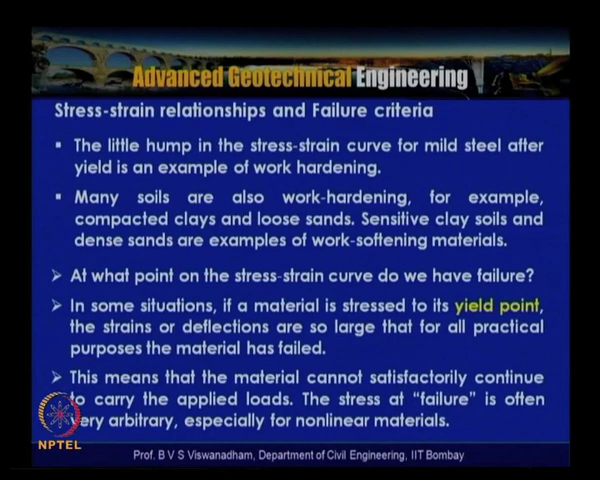 Advanced Geotechnical Engineering
Stress-strain relationships and Failure criteria
▪ The little hump in the stress-strain curve for mild steel after
yield is an example of work hardening.
▪ Many soils are also work-hardening, for example,
compacted clays and loose sands. Sensitive clay soils and
dense sands are examples of work-softening materials.
➢ At what point on the stress-strain curve do we have failure?
➢ In some situations, if a material is stressed to its yield point,
the strains or deflections are so large that for all practical
purposes the material has failed.
➢ This means that the material cannot satisfactorily continue
to carry the applied loads. The stress at "failure" is often
very arbitrary, especially for nonlinear materials.
NPTEL
Prof. B V S Viswanadham, Department of Civil Engineering, IIT Bombay